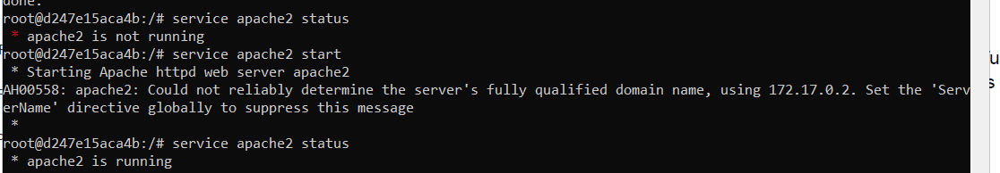 done.
root@d247e15aca4b:/# service apache2 status
* apache2 is not running
root@d247e15aca4b:/# service apache2 start
* Starting Apache httpd web server apache2
AH00558: apache2: Could not reliably determine the server's fully qualified domain name, using 172.17.0.2. Set the 'Serv
erName' directive globally to suppress this message
*
root@d247e15aca4b:/# service apache2 status
* apache2 is running